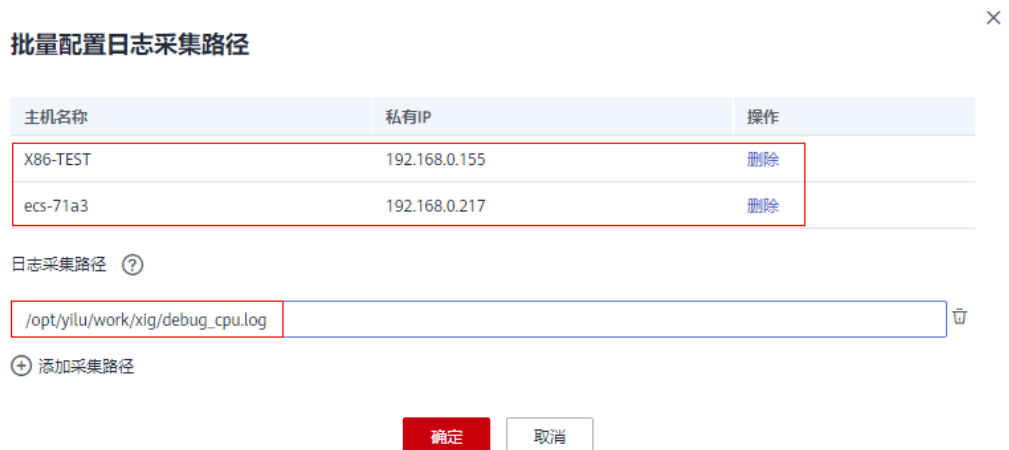 批量配置日志采集路径
主机名称 私有IP 操作
X86-TEST 192.168.0.155 删除
ecs-71a3 192.168.0.217 删除
日志采集路径 ?
/opt/yilu/work/xig/debug_cpu.log
添加采集路径
确定 取消